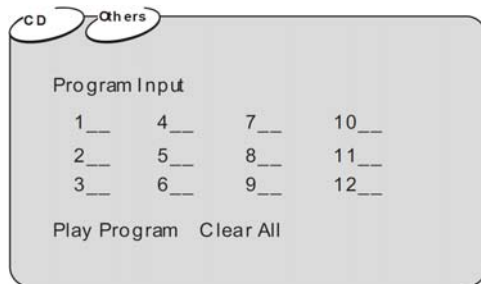 CD Others
Program Input
1__ 4__ 7__ 10__
2__ 5__ 8__ 11__
3__ 6__ 9__ 12__
Play Program Clear All